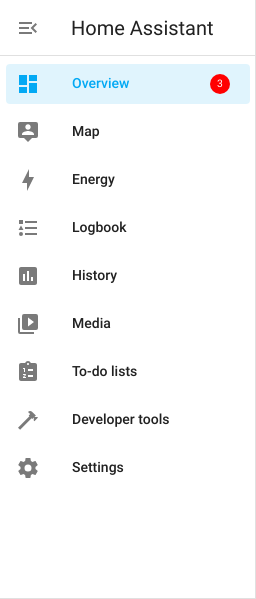 Home Assistant
Overview
3
Map
Energy
Logbook
History
Media
To-do lists
Developer tools
Settings